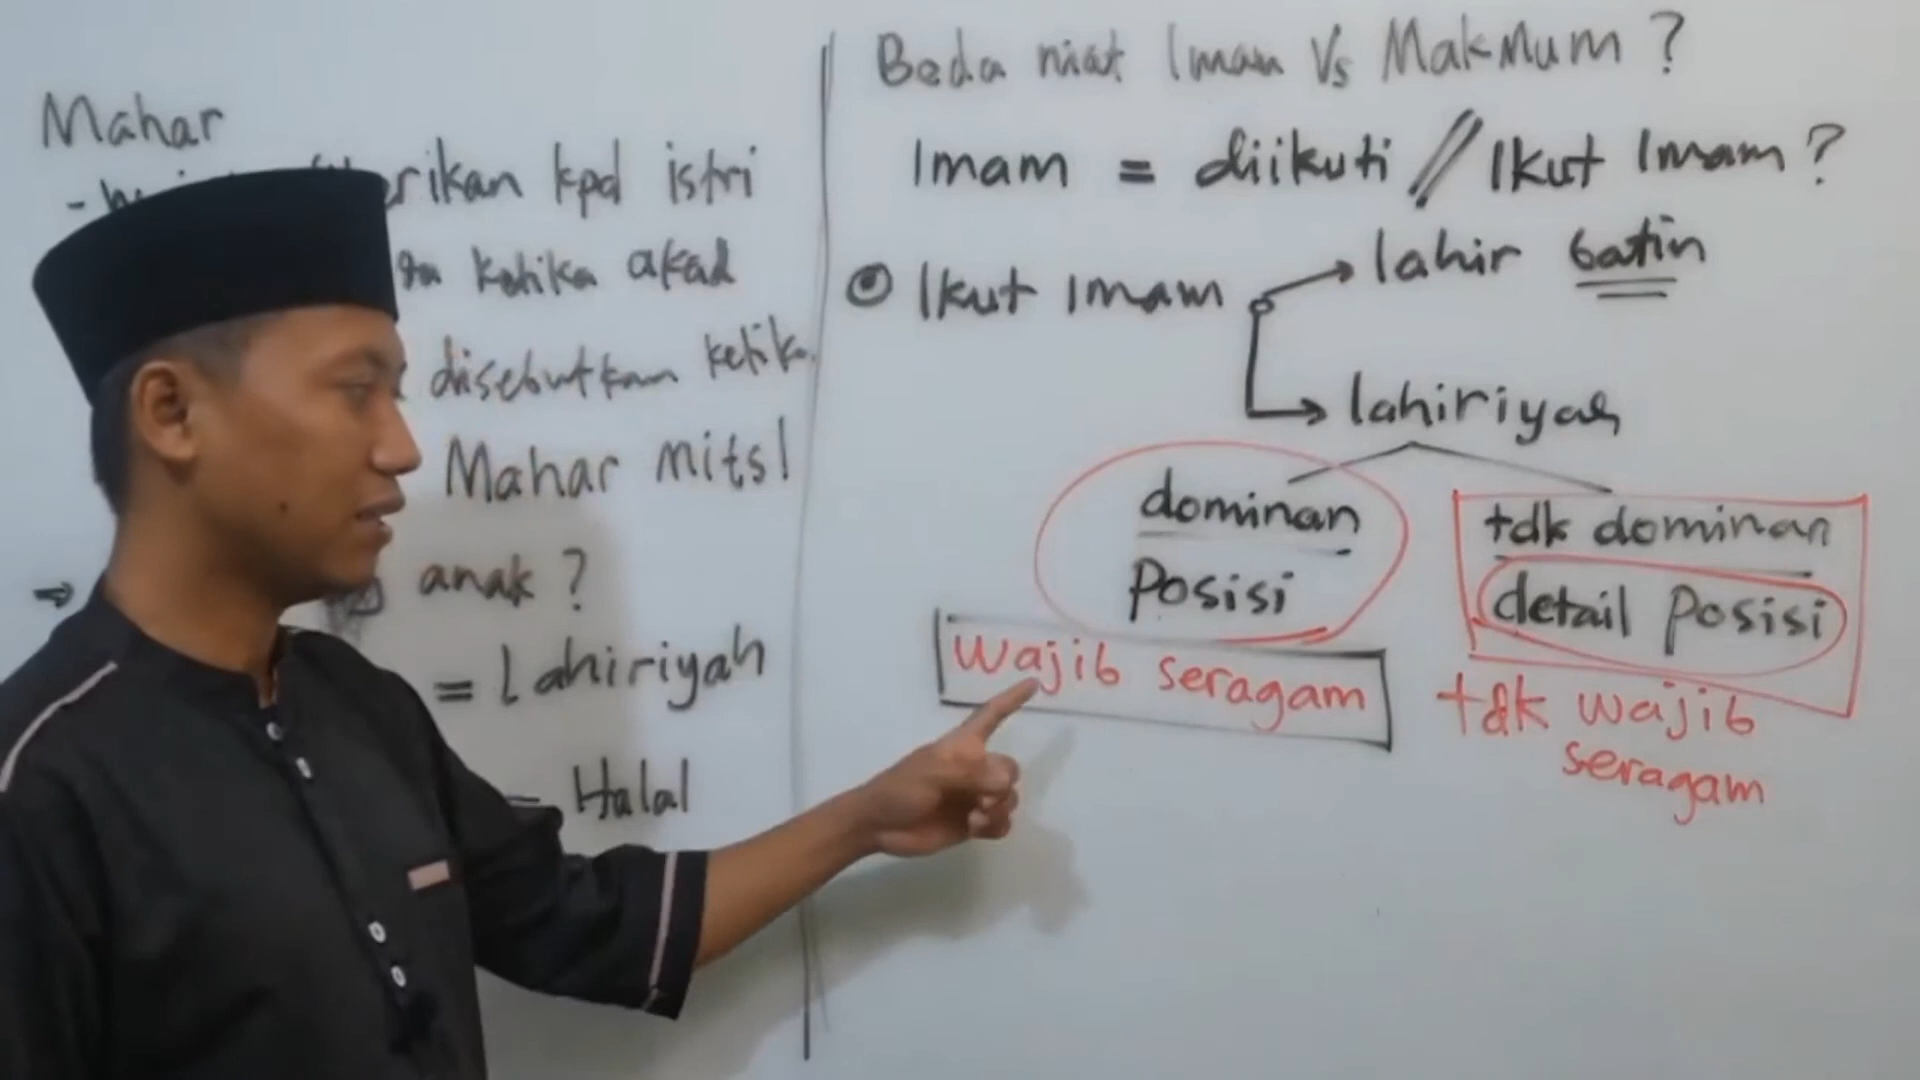 Mahar
rikan kpd istri
ketika akad
disebutkan ketika
Mahar Mitsl
anak ?
= Lahiriyah
= Halal
Beda niat Imam Vs Makmum ?
Imam = diikuti // Ikut Imam ?
Ikut Imam
lahir batin
lahiriyah
dominan
posisi
wajib seragam
tdk dominan
detail posisi
tdk wajib
seragam